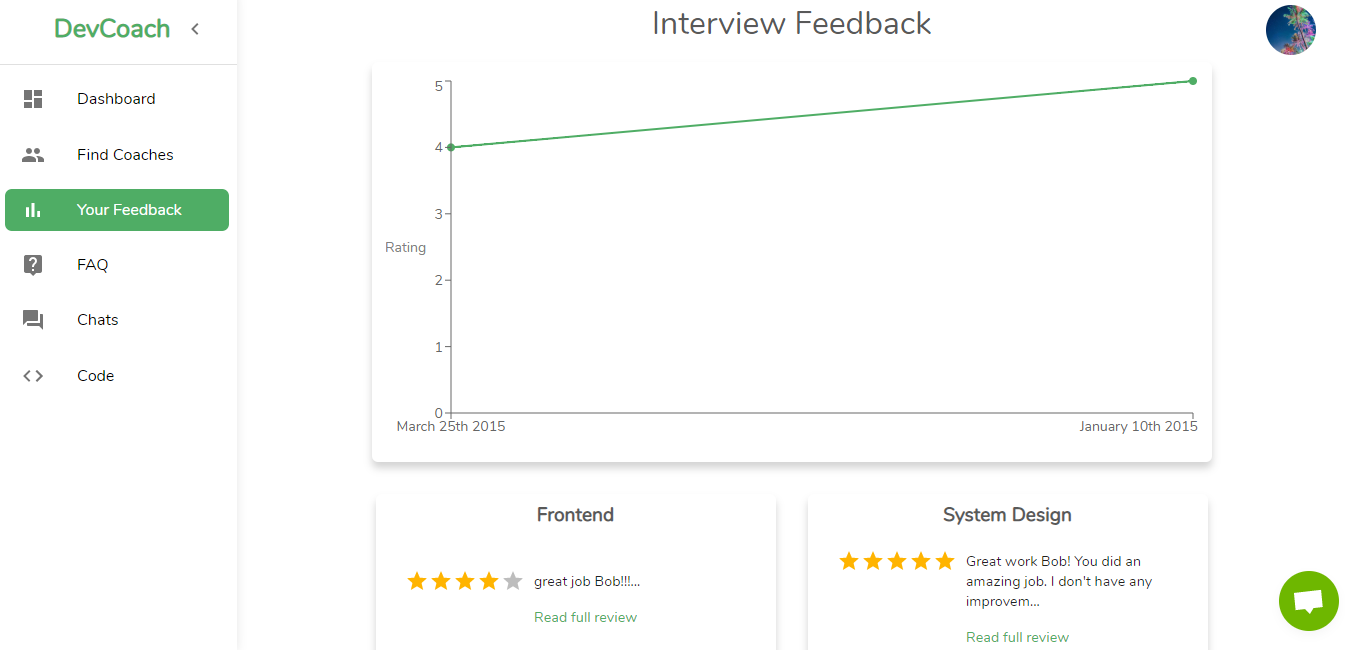 DevCoach
Dashboard
Find Coaches
Your Feedback
FAQ
Chats
Code
Interview Feedback
5
4
3
Rating
2
1
0
March 25th 2015
January 10th 2015
Frontend
great job Bob!!!...
Read full review
System Design
Great work Bob! You did an
amazing job. I don't have any
improvem...
Read full review